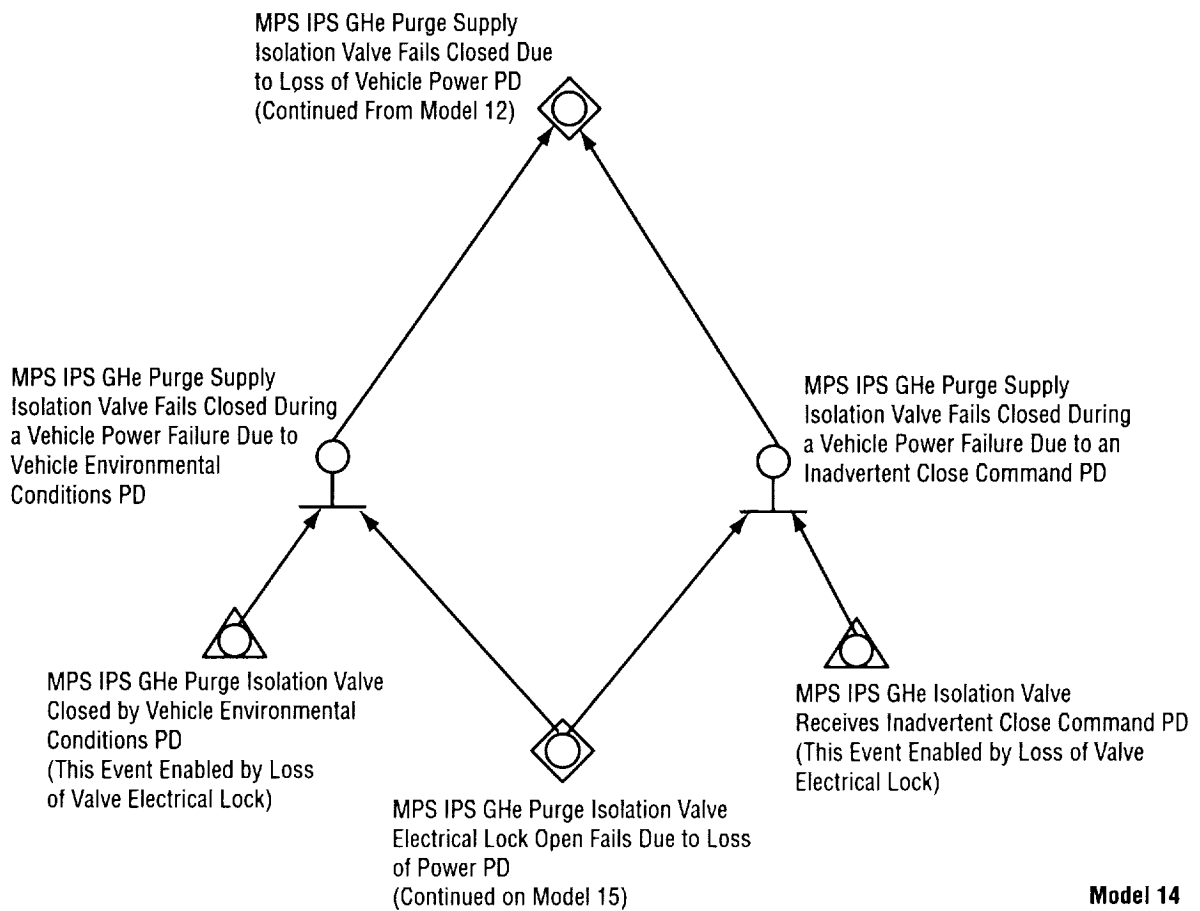 MPS IPS GHe Purge Supply
Isolation Valve Fails Closed Due
to Loss of Vehicle Power PD
(Continued From Model 12)
MPS IPS GHe Purge Supply
Isolation Valve Fails Closed During
a Vehicle Power Failure Due to
Vehicle Environmental
Conditions PD
MPS IPS GHe Purge Supply
Isolation Valve Fails Closed During
a Vehicle Power Failure Due to an
Inadvertent Close Command PD
MPS IPS GHe Purge Isolation Valve
Closed by Vehicle Environmental
Conditions PD
(This Event Enabled by Loss
of Valve Electrical Lock)
MPS IPS GHe Isolation Valve
Receives Inadvertent Close Command PD
(This Event Enabled by Loss of Valve
Electrical Lock)
MPS IPS GHe Purge Isolation Valve
Electrical Lock Open Fails Due to Loss
of Power PD
(Continued on Model 15)
Model 14